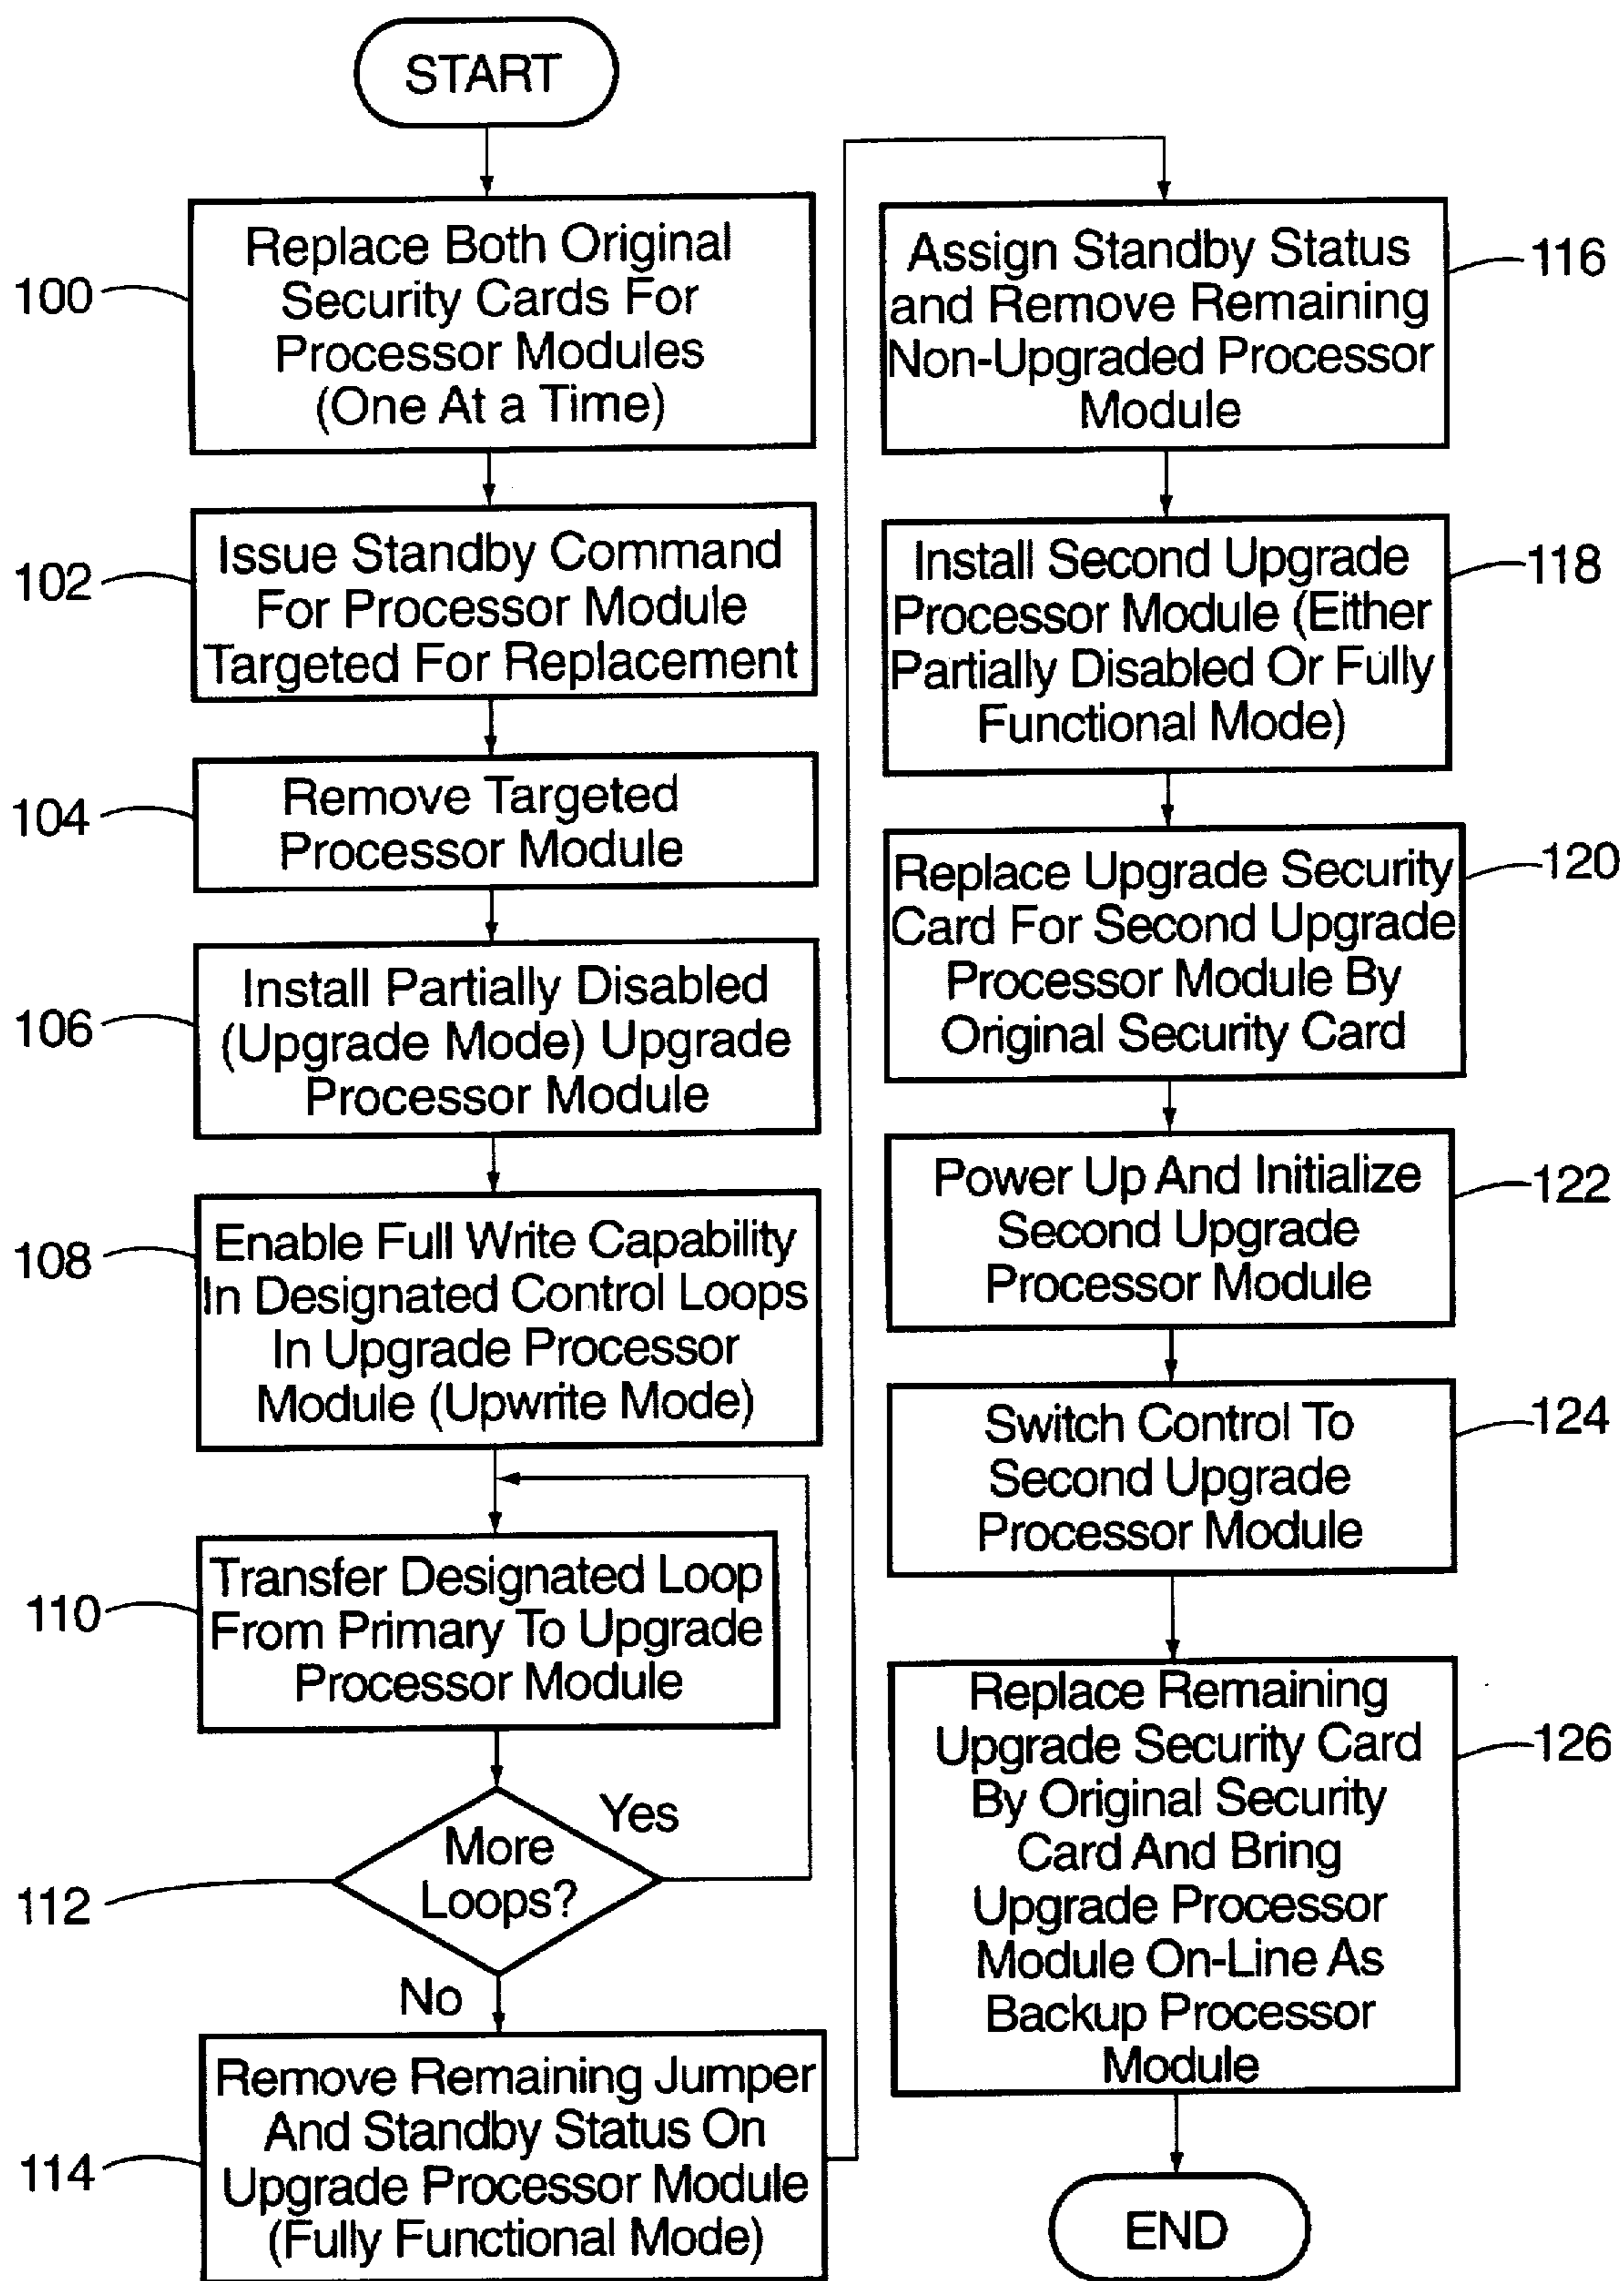 START
100
Replace Both Original
Security Cards For
Processor Modules
(One At a Time)
102
Issue Standby Command
For Processor Module
Targeted For Replacement
104
Remove Targeted
Processor Module
106
Install Partially Disabled
(Upgrade Mode) Upgrade
Processor Module
108
Enable Full Write Capability
In Designated Control Loops
In Upgrade Processor
Module (Upwrite Mode)
110
Transfer Designated Loop
From Primary To Upgrade
Processor Module
112
More
Loops?
Yes
No
114
Remove Remaining Jumper
And Standby Status On
Upgrade Processor Module
(Fully Functional Mode)
116
Assign Standby Status
and Remove Remaining
Non-Upgraded Processor
Module
118
Install Second Upgrade
Processor Module (Either
Partially Disabled Or Fully
Functional Mode)
120
Replace Upgrade Security
Card For Second Upgrade
Processor Module By
Original Security Card
122
Power Up And Initialize
Second Upgrade
Processor Module
124
Switch Control To
Second Upgrade
Processor Module
126
Replace Remaining
Upgrade Security Card
By Original Security
Card And Bring
Upgrade Processor
Module On-Line As
Backup Processor
Module
END